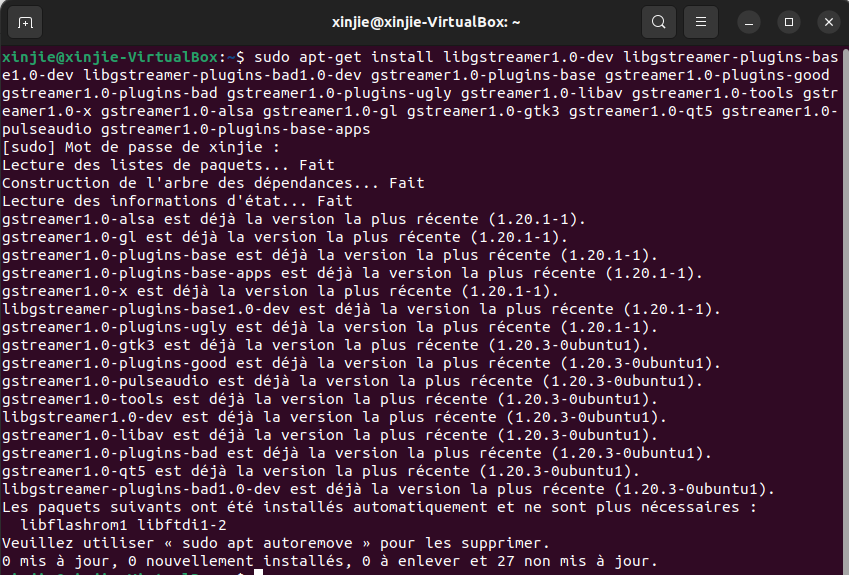 xinjie@xinjie-VirtualBox: ~
xinjie@xinjie-VirtualBox:~$ sudo apt-get install libgstreamer1.0-dev libgstreamer-plugins-bas
e1.0-dev libgstreamer-plugins-bad1.0-dev gstreamer1.0-plugins-base gstreamer1.0-plugins-good
gstreamer1.0-plugins-bad gstreamer1.0-plugins-ugly gstreamer1.0-libav gstreamer1.0-tools gstr
eamer1.0-x gstreamer1.0-alsa gstreamer1.0-gl gstreamer1.0-gtk3 gstreamer1.0-qt5 gstreamer1.0-
pulseaudio gstreamer1.0-plugins-base-apps
[sudo] Mot de passe de xinjie :
Lecture des listes de paquets... Fait
Construction de l'arbre des dépendances... Fait
Lecture des informations d'état... Fait
gstreamer1.0-alsa est déjà la version la plus récente (1.20.1-1).
gstreamer1.0-gl est déjà la version la plus récente (1.20.1-1).
gstreamer1.0-plugins-base est déjà la version la plus récente (1.20.1-1).
gstreamer1.0-plugins-base-apps est déjà la version la plus récente (1.20.1-1).
gstreamer1.0-x est déjà la version la plus récente (1.20.1-1).
libgstreamer-plugins-base1.0-dev est déjà la version la plus récente (1.20.1-1).
gstreamer1.0-plugins-ugly est déjà la version la plus récente (1.20.1-1).
gstreamer1.0-gtk3 est déjà la version la plus récente (1.20.3-0ubuntu1).
gstreamer1.0-plugins-good est déjà la version la plus récente (1.20.3-0ubuntu1).
gstreamer1.0-pulseaudio est déjà la version la plus récente (1.20.3-0ubuntu1).
gstreamer1.0-tools est déjà la version la plus récente (1.20.3-0ubuntu1).
libgstreamer1.0-dev est déjà la version la plus récente (1.20.3-0ubuntu1).
gstreamer1.0-libav est déjà la version la plus récente (1.20.3-0ubuntu1).
gstreamer1.0-plugins-bad est déjà la version la plus récente (1.20.3-0ubuntu1).
gstreamer1.0-qt5 est déjà la version la plus récente (1.20.3-0ubuntu1).
libgstreamer-plugins-bad1.0-dev est déjà la version la plus récente (1.20.3-0ubuntu1).
Les paquets suivants ont été installés automatiquement et ne sont plus nécessaires :
  libflashrom1 libftdi1-2
Veuillez utiliser « sudo apt autoremove » pour les supprimer.
0 mis à jour, 0 nouvellement installés, 0 à enlever et 27 non mis à jour.